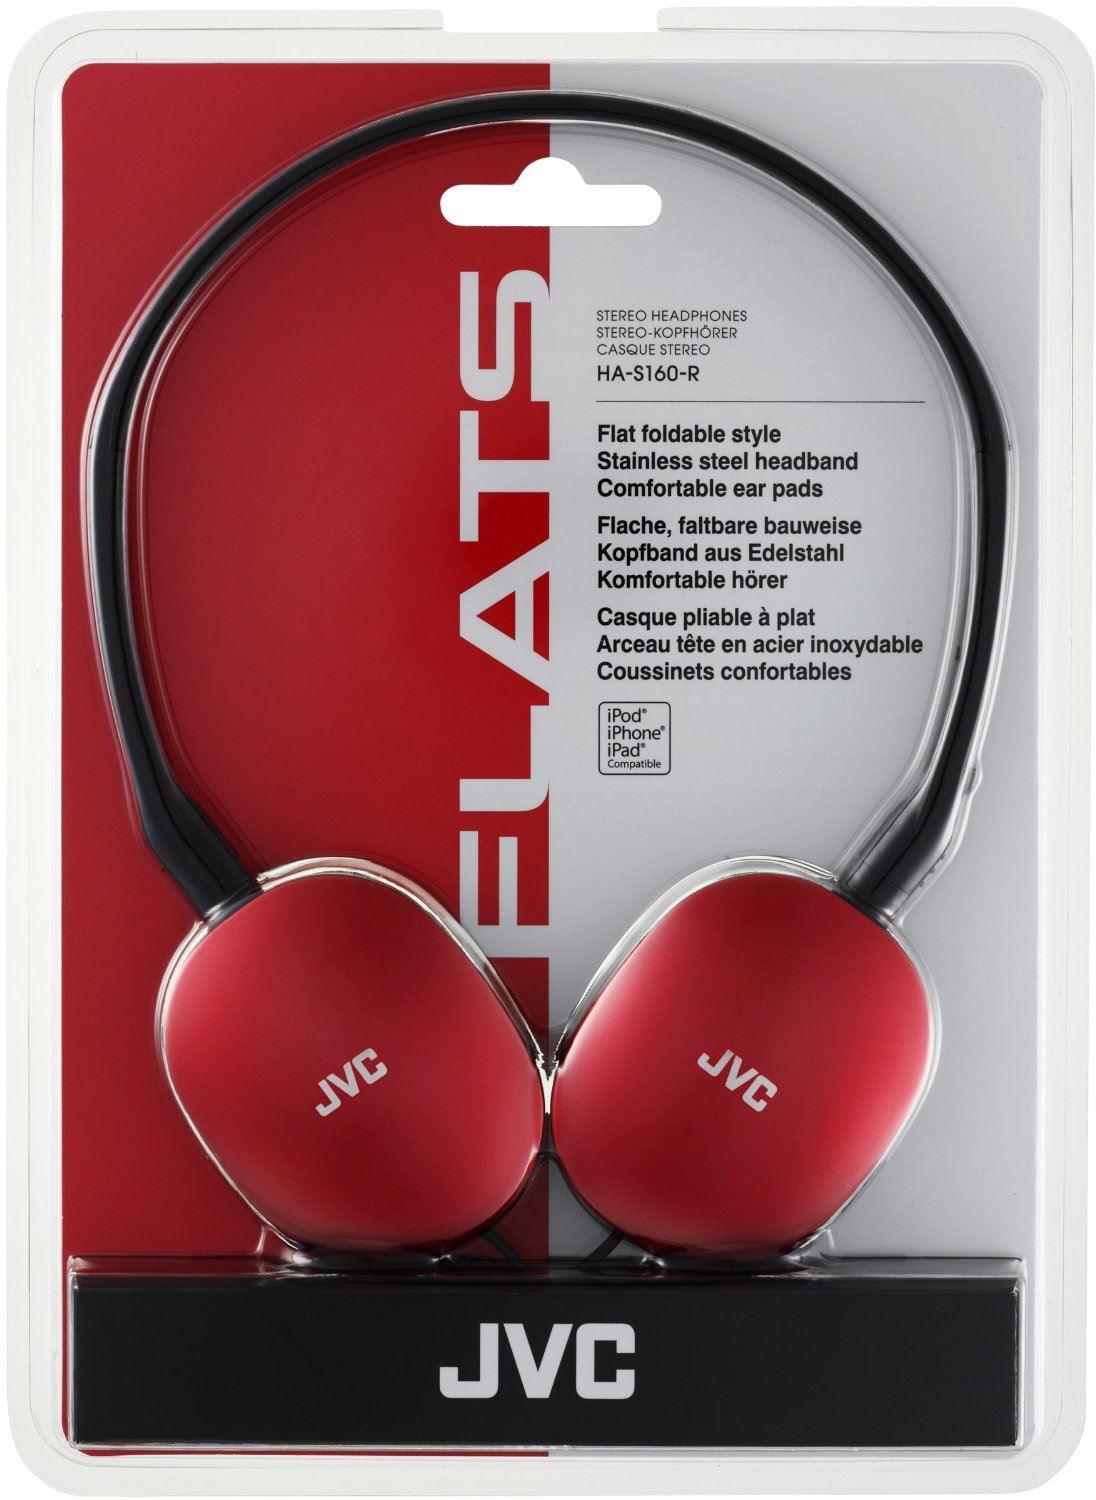 FLATS
STEREO HEADPHONES
STEREO-KOPFHÖRER
CASQUE STEREO
HA-S160-R
Flat foldable style
Stainless steel headband
Comfortable ear pads
Flache, faltbare bauweise
Kopfband aus Edelstahl
Komfortable hörer
Casque pliable à plat
Arceau tête en acier inoxydable
Coussinets confortables
iPod®
iPhone®
iPad®
Compatible
JVC
JVC
JVC